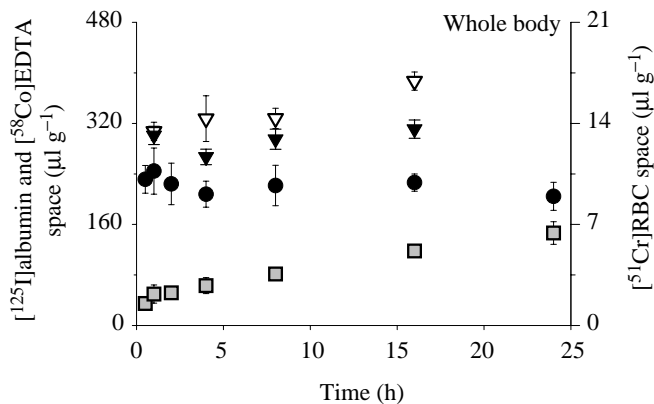 480
Whole body
21
320
14
160
7
0
0
0
5
10
15
20
25
Time (h)
[¹²⁵I]albumin and [⁵⁸Co]EDTA
space (µl g⁻¹)
[⁵¹Cr]RBC space (µl g⁻¹)